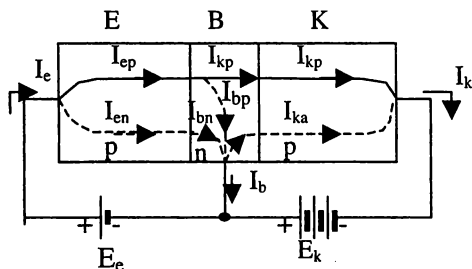 E B K
I_e I_ep I_kp I_kp I_k
I_bp
I_en I_bn I_ka
p n p
I_b
+ - + -
E_e E_k